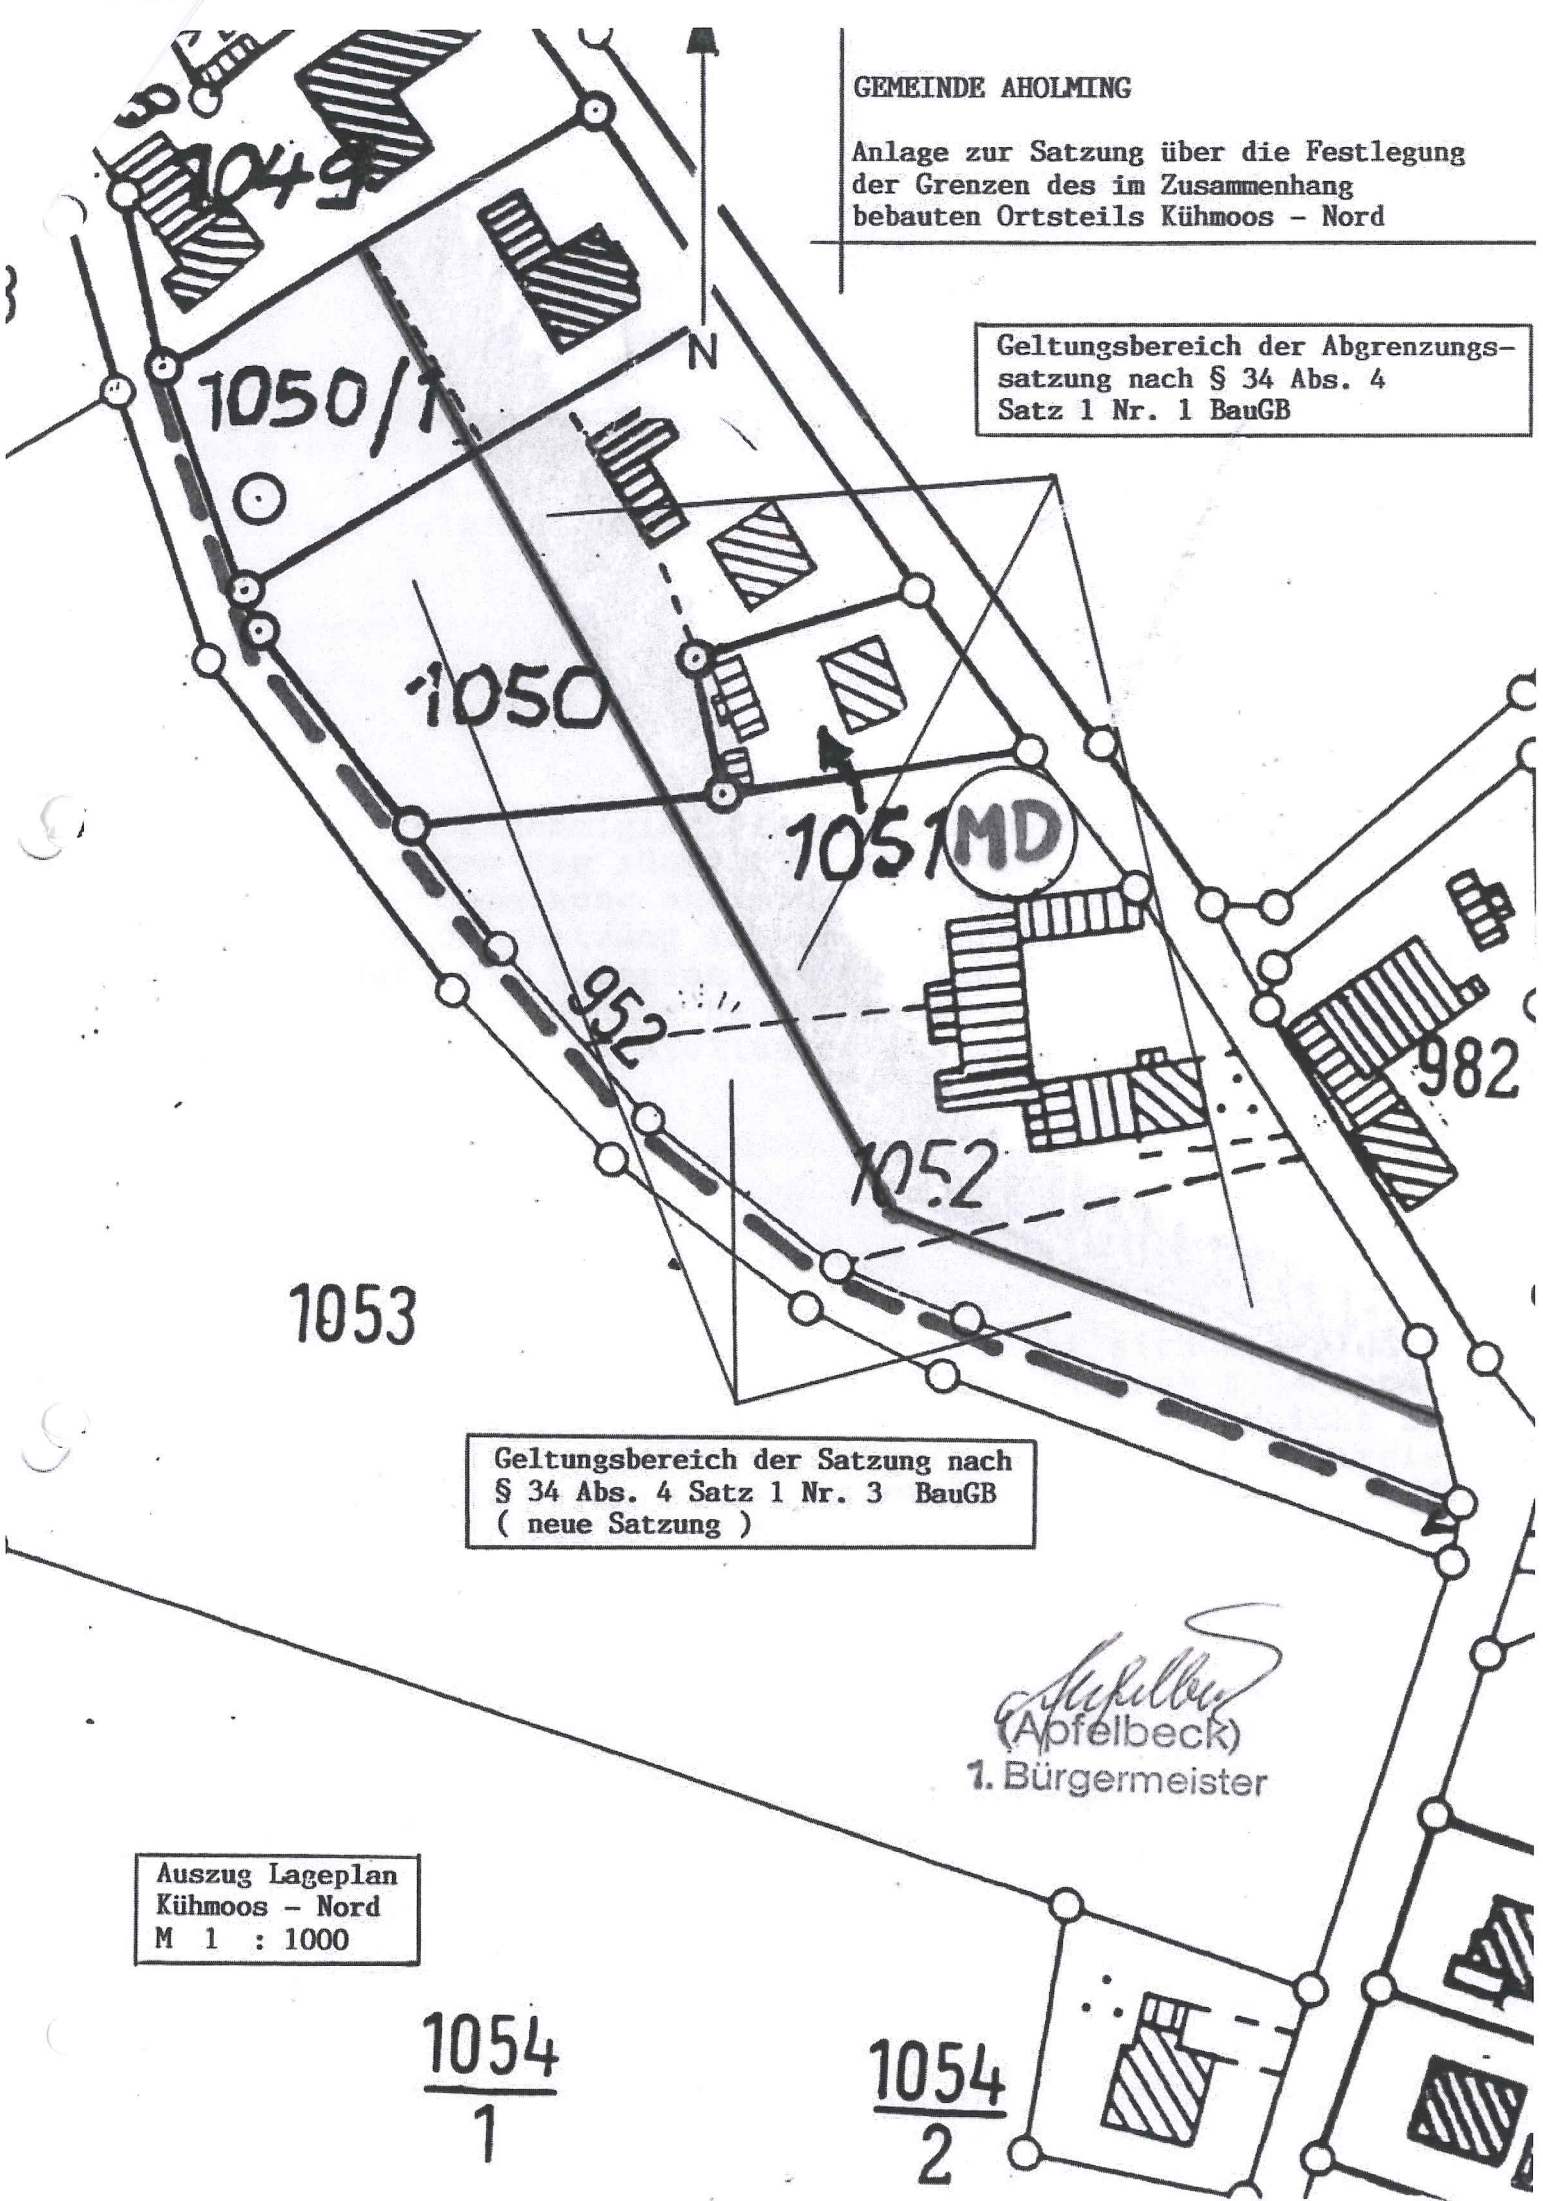 GEMEINDE AHOLMING
Anlage zur Satzung über die Festlegung
der Grenzen des im Zusammenhang
bebauten Ortsteils Kühmoos - Nord
1049
N
Geltungsbereich der Abgrenzungs-
satzung nach § 34 Abs. 4
Satz 1 Nr. 1 BauGB
1050/1
1050
1051
MD
952
982
1052
1053
Geltungsbereich der Satzung nach
§ 34 Abs. 4 Satz 1 Nr. 3 BauGB
( neue Satzung )
(Apfelbeck)
1. Bürgermeister
Auszug Lageplan
Kühmoos - Nord
M 1 : 1000
1054
1
1054
2